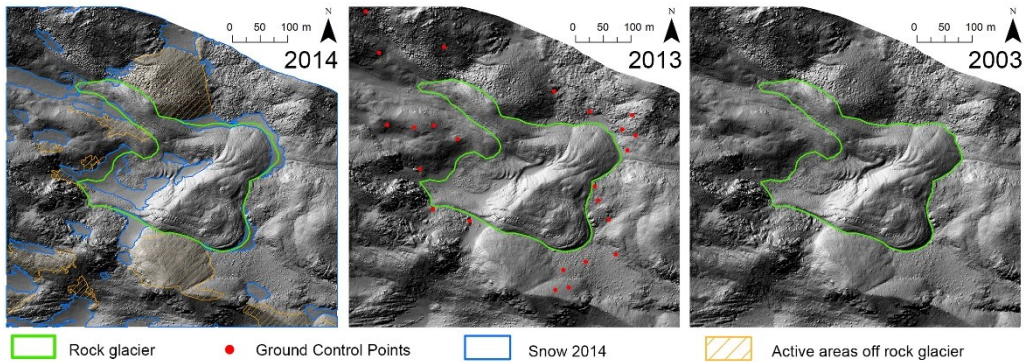 N
0 50 100 m
2014
N
0 50 100 m
2013
N
0 50 100 m
2003
Rock glacier
Ground Control Points
Snow 2014
Active areas off rock glacier